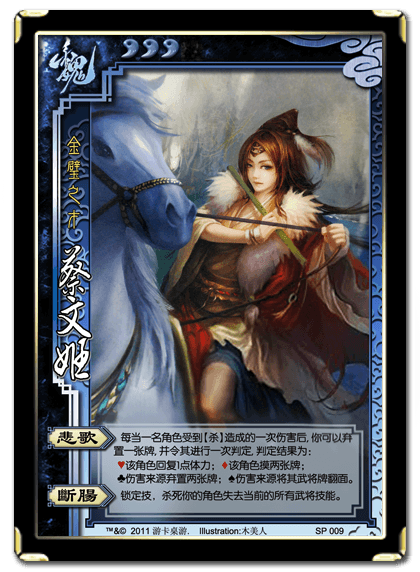 魏
金璧之才
蔡文姬
悲歌
每当一名角色受到【杀】造成的一次伤害后,你可以弃
置一张牌,并令其进行一次判定,判定结果为:
♥该角色回复1点体力; ♦该角色摸两张牌;
♣伤害来源弃置两张牌; ♠伤害来源将其武将牌翻面。
斷腸
锁定技，杀死你的角色失去当前的所有武将技能。
™&© 2011 游卡桌游. Illustration:木美人 SP 009